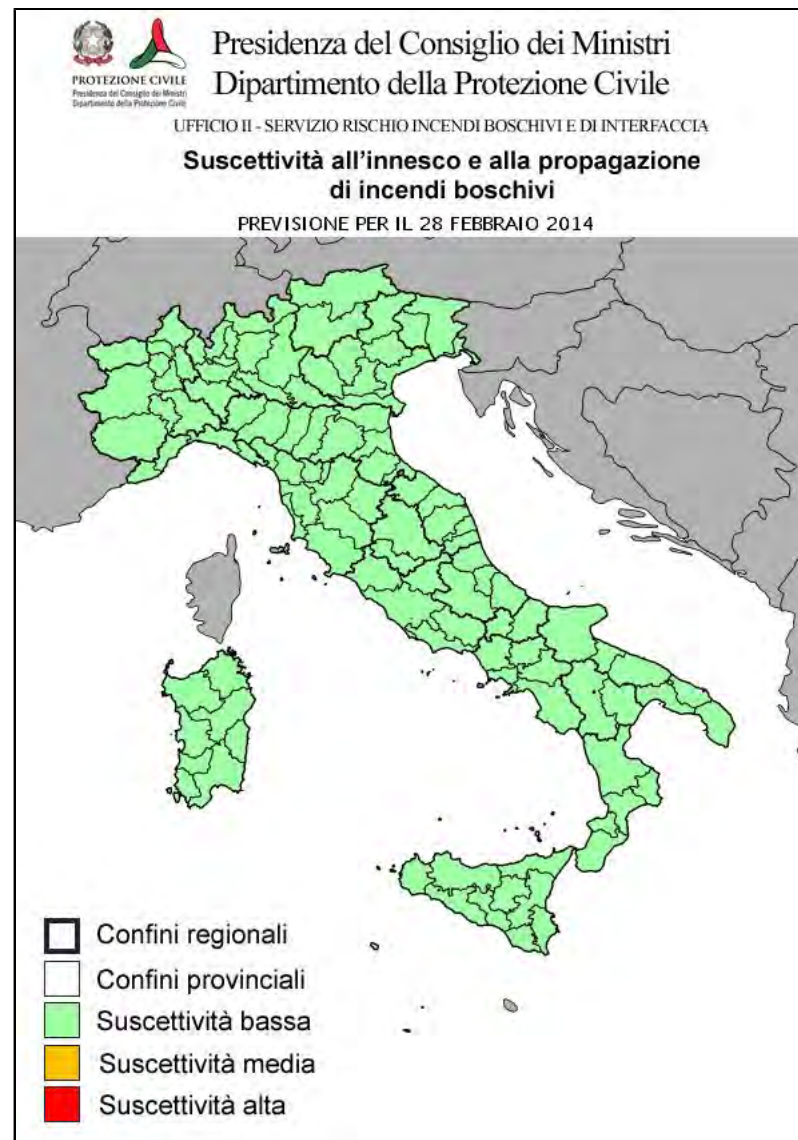 PROTEZIONE CIVILE
Presidenza del Consiglio dei Ministri
Dipartimento della Protezione Civile
Presidenza del Consiglio dei Ministri
Dipartimento della Protezione Civile
UFFICIO II - SERVIZIO RISCHIO INCENDI BOSCHIVI E DI INTERFACCIA
Suscettività all'innesco e alla propagazione
di incendi boschivi
PREVISIONE PER IL 28 FEBBRAIO 2014
Confini regionali
Confini provinciali
Suscettività bassa
Suscettività media
Suscettività alta